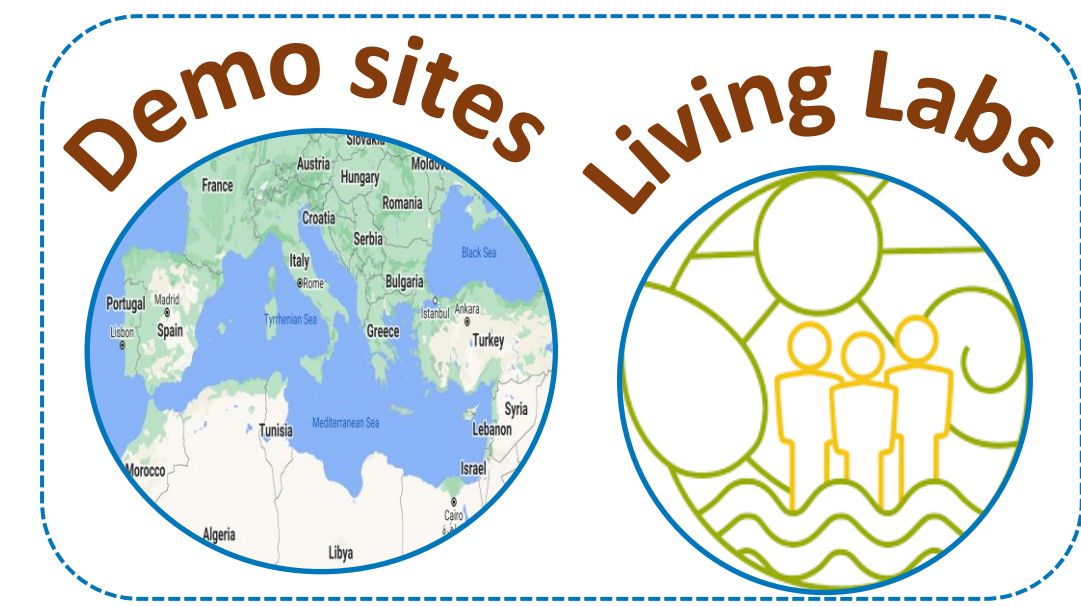 Demo sites
Living Labs
Slovakia
Austria
Moldov
Hungary
France
Romania
Croatia
Serbia
Black Sea
Italy
Rome
Bulgaria
Portugal
Madrid
Istanbul
Ankara
Tyrrhenian Sea
Lisbon
Spain
Greece
Turkey
Syria
Mediterranean Sea
Tunisia
Lebanon
Morocco
Israel
Cairo
Algeria
Libya